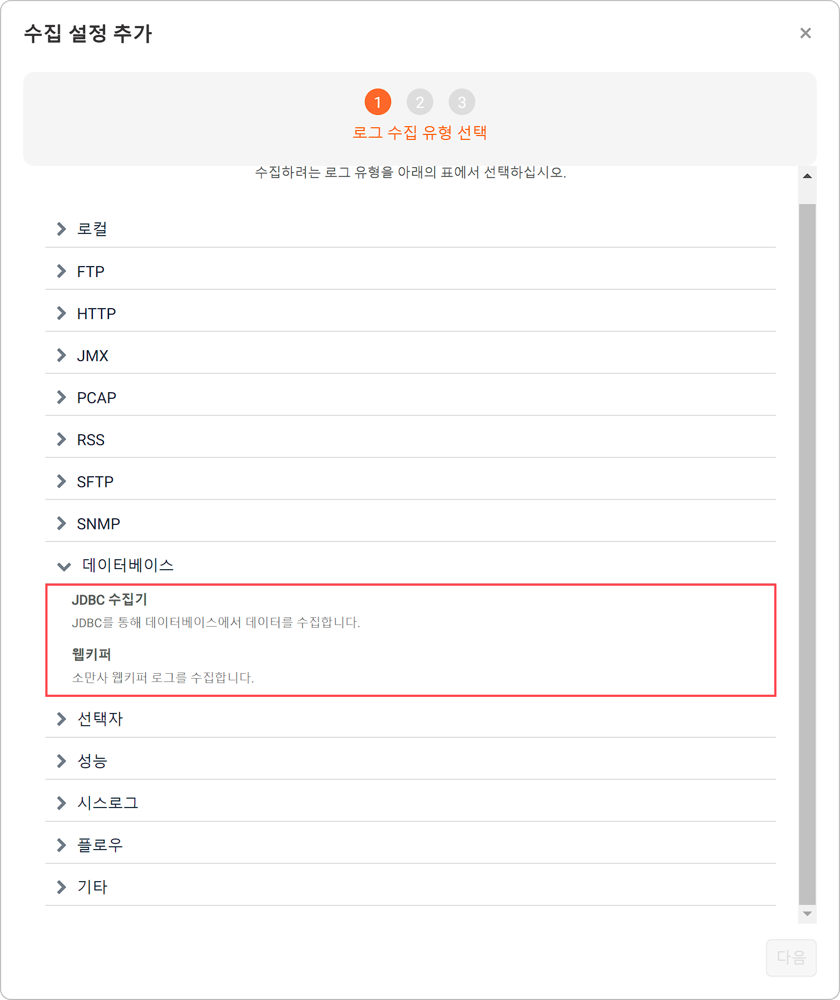 수집 설정 추가
1 2 3
로그 수집 유형 선택
수집하려는 로그 유형을 아래의 표에서 선택하십시오.
로컬
FTP
HTTP
JMX
PCAP
RSS
SFTP
SNMP
데이터베이스
JDBC 수집기
JDBC를 통해 데이터베이스에서 데이터를 수집합니다.
웹키퍼
소만사 웹키퍼 로그를 수집합니다.
선택자
성능
시스로그
플로우
기타
다음